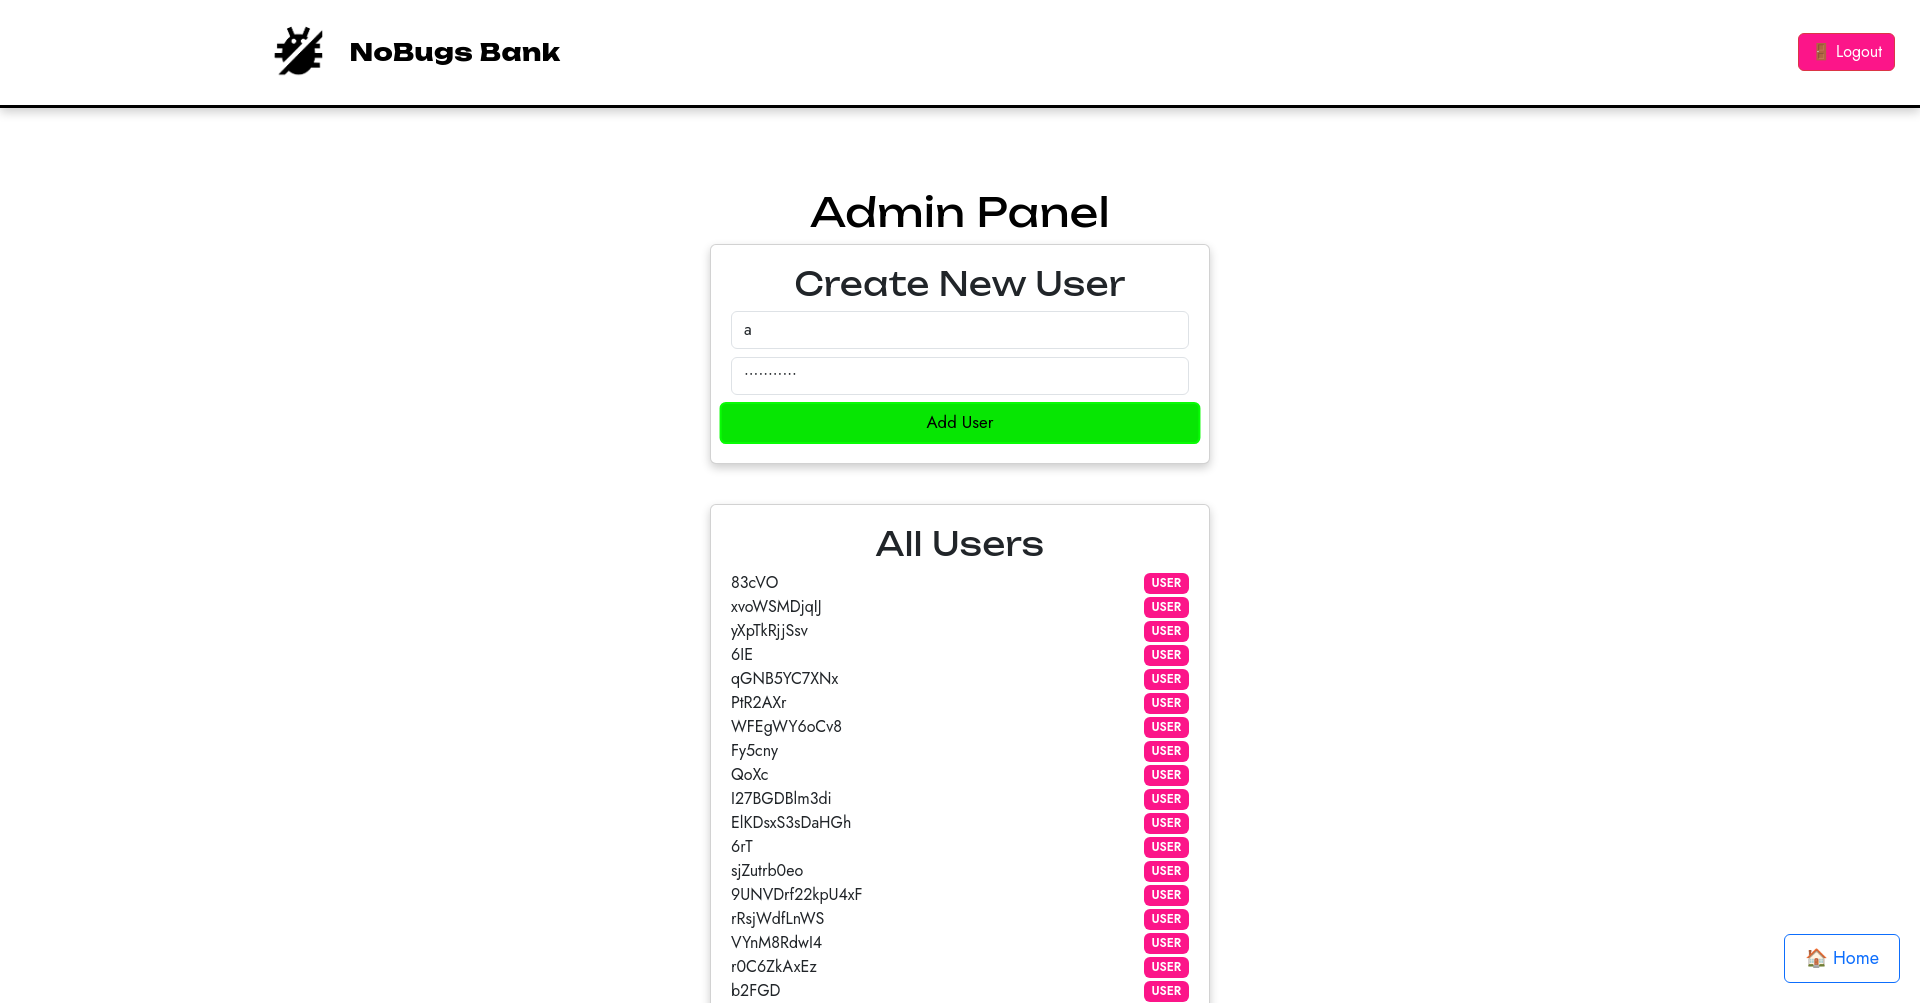 NoBugs Bank
🚪 Logout
Admin Panel
Create New User
a
···········
Add User
All Users
83cVO USER
xvoWSMDjqIJ USER
yXpTkRjjSsv USER
6IE USER
qGNB5YC7XNx USER
PtR2AXr USER
WFEgWY6oCv8 USER
Fy5cny USER
QoXc USER
I27BGDBlm3di USER
ElKDsxS3sDaHGh USER
6rT USER
sjZutrb0eo USER
9UNVDrf22kpU4xF USER
rRsjWdfLnWS USER
VYnM8RdwI4 USER
r0C6ZkAxEz USER
b2FGD USER
🏠 Home